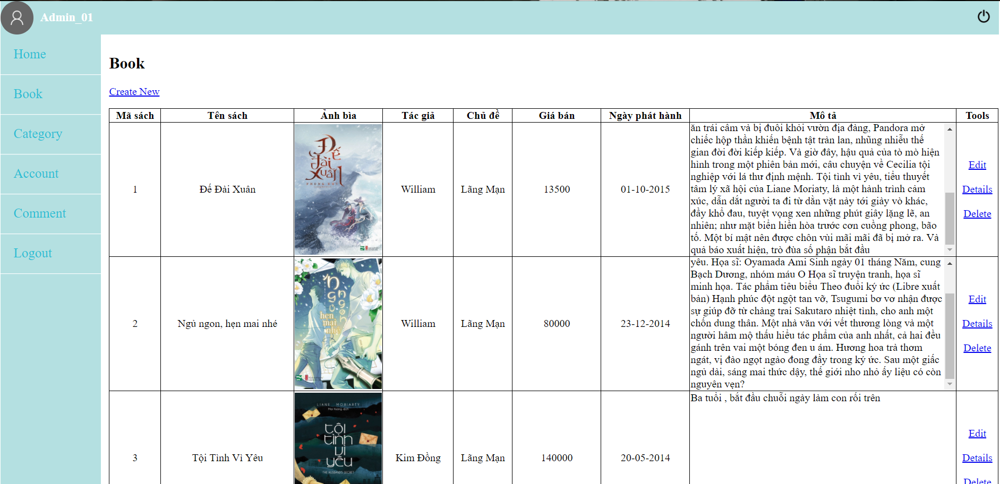 Admin_01
Home
Book
Category
Account
Comment
Logout
Book
Create New
Mã sách Tên sách Ảnh bìa Tác giả Chủ đề Giá bán Ngày phát hành Mô tả Tools
1 Đế Đài Xuân
Đế
đài
xuân
William Lãng Mạn 13500 01-10-2015
ăn trái cấm và bị đuổi khỏi vườn địa đàng, Pandora mở
chiếc hộp thần khiến bệnh tật tràn lan, nhũng nhiễu thế
gian đời đời kiếp kiếp. Và giờ đây, hậu quả của tò mò hiện
hình trong một phiên bản mới, câu chuyện về Cecilia tội
nghiệp với lá thư định mệnh. Tội tình vì yêu, tiểu thuyết
tâm lý xã hội của Liane Moriaty, là một hành trình cảm
xúc, dẫn dắt người ta đi từ dằn vặt này tới giày vò khác,
đầy khổ đau, tuyệt vọng xen những phút giây lặng lẽ, an
nhiên; như mặt biển hiền hòa trước cơn cuồng phong, bão
tố. Một bí mật nên được chôn vùi mãi mãi đã bị mở ra. Và
quả báo xuất hiện, trò đùa số phận bắt đầu
Edit
Details
Delete
2 Ngủ ngon, hẹn mai nhé
Ngủ
ngon
hẹn
mai
nhé
William Lãng Mạn 80000 23-12-2014
yêu. Họa sĩ: Oyamada Ami Sinh ngày 01 tháng Năm, cung
Bạch Dương, nhóm máu O Họa sĩ truyện tranh, họa sĩ
minh họa. Tác phẩm tiêu biểu Theo đuổi ký ức (Libre xuất
bản) Hạnh phúc đột ngột tan vỡ, Tsugumi bơ vơ nhận được
sự giúp đỡ từ chàng trai Sakutaro nhiệt tình, cho anh một
chốn dung thân. Một nhà văn với vết thương lòng và một
người hâm mộ thấu hiểu tác phẩm của anh nhất, cả hai đều
gánh trên vai một bóng đen u ám. Hương hoa trà thơm
ngát, vị đào ngọt ngào đong đầy trong ký ức. Sau một giấc
ngủ dài, sáng mai thức dậy, thế giới nho nhỏ ấy liệu có còn
nguyên vẹn?
Edit
Details
Delete
3 Tội Tình Vì Yêu
LIANE MORIARTY
Mai Hương dịch
tội
tình
vì
yêu
THE HUSBAND'S SECRET
Kim Đồng Lãng Mạn 140000 20-05-2014
Ba tuổi , bắt đầu chuỗi ngày làm con rối trên
Edit
Details
Delete